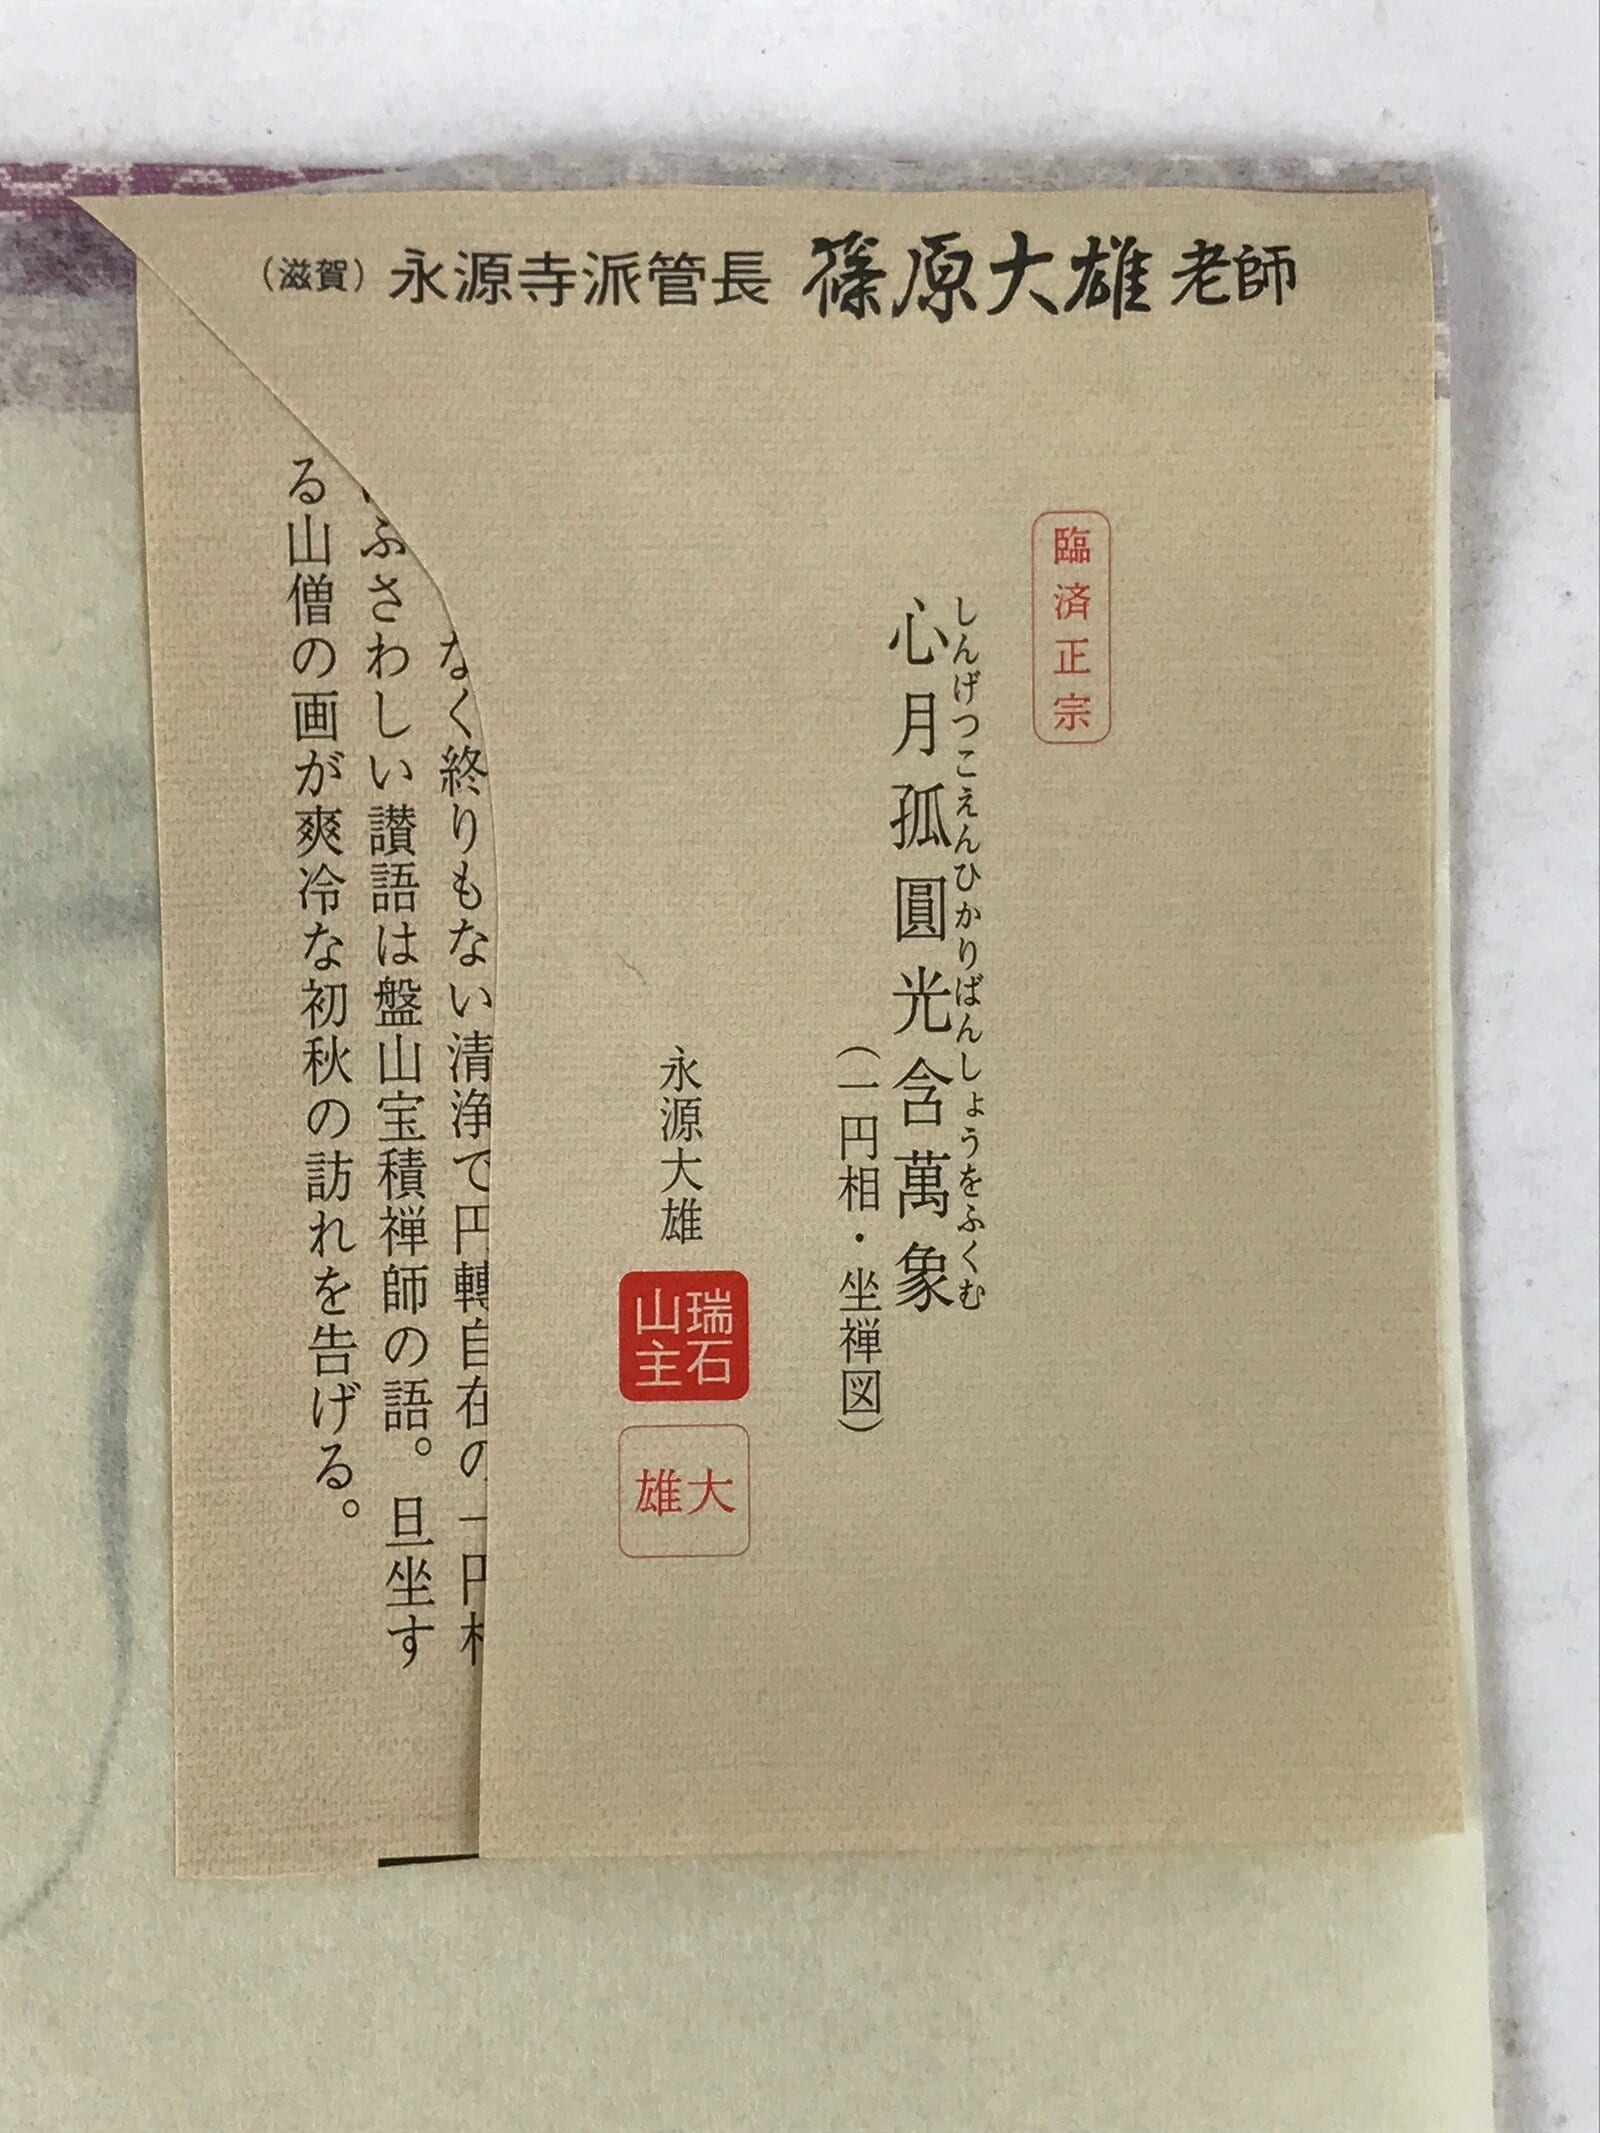 （滋賀）永源寺派管長 篠原大雄 老師
臨済正宗
しんげつこえんひかりばんしょうをふくむ
心月孤圓光含萬象
（一円相・坐禅図）
永源大雄
瑞石
山主
大雄
なく終りもない清浄で円轉自在の一円相
ふさわしい讃語は盤山宝積禅師の語。旦坐す
る山僧の画が爽冷な初秋の訪れを告げる。